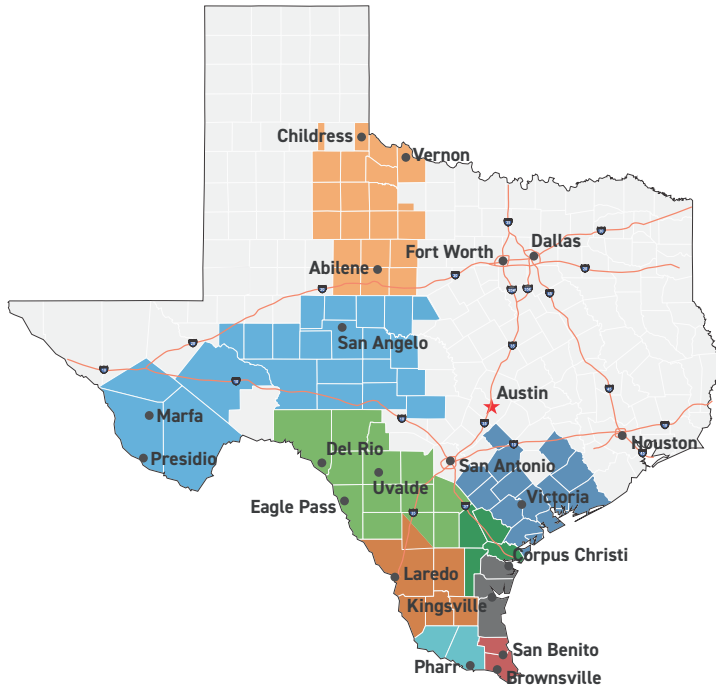 Childress
Vernon
Dallas
Fort Worth
Abilene
San Angelo
Austin
Marfa
Houston
Del Rio
San Antonio
Presidio
Uvalde
Victoria
Eagle Pass
Corpus Christi
Laredo
Kingsville
San Benito
Pharr
Brownsville